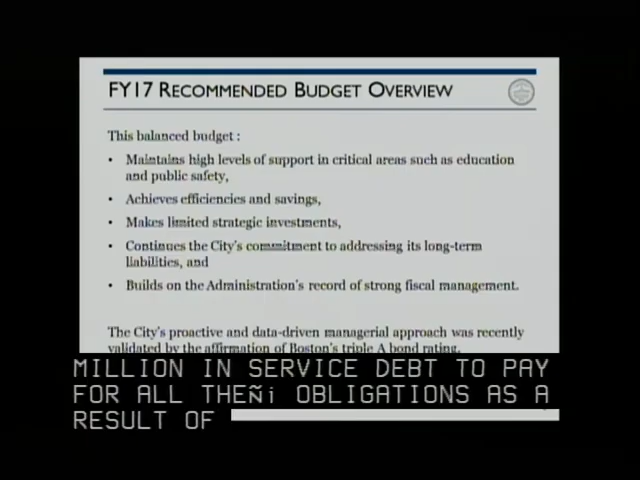 FY17 RECOMMENDED BUDGET OVERVIEW
This balanced budget :
• Maintains high levels of support in critical areas such as education
and public safety,
• Achieves efficiencies and savings,
• Makes limited strategic investments,
• Continues the City's commitment to addressing its long-term
liabilities, and
• Builds on the Administration's record of strong fiscal management.
The City's proactive and data-driven managerial approach was recently
validated by the affirmation of Boston's triple A bond rating.
MILLION IN SERVICE DEBT TO PAY
FOR ALL THEÑi OBLIGATIONS AS A
RESULT OF